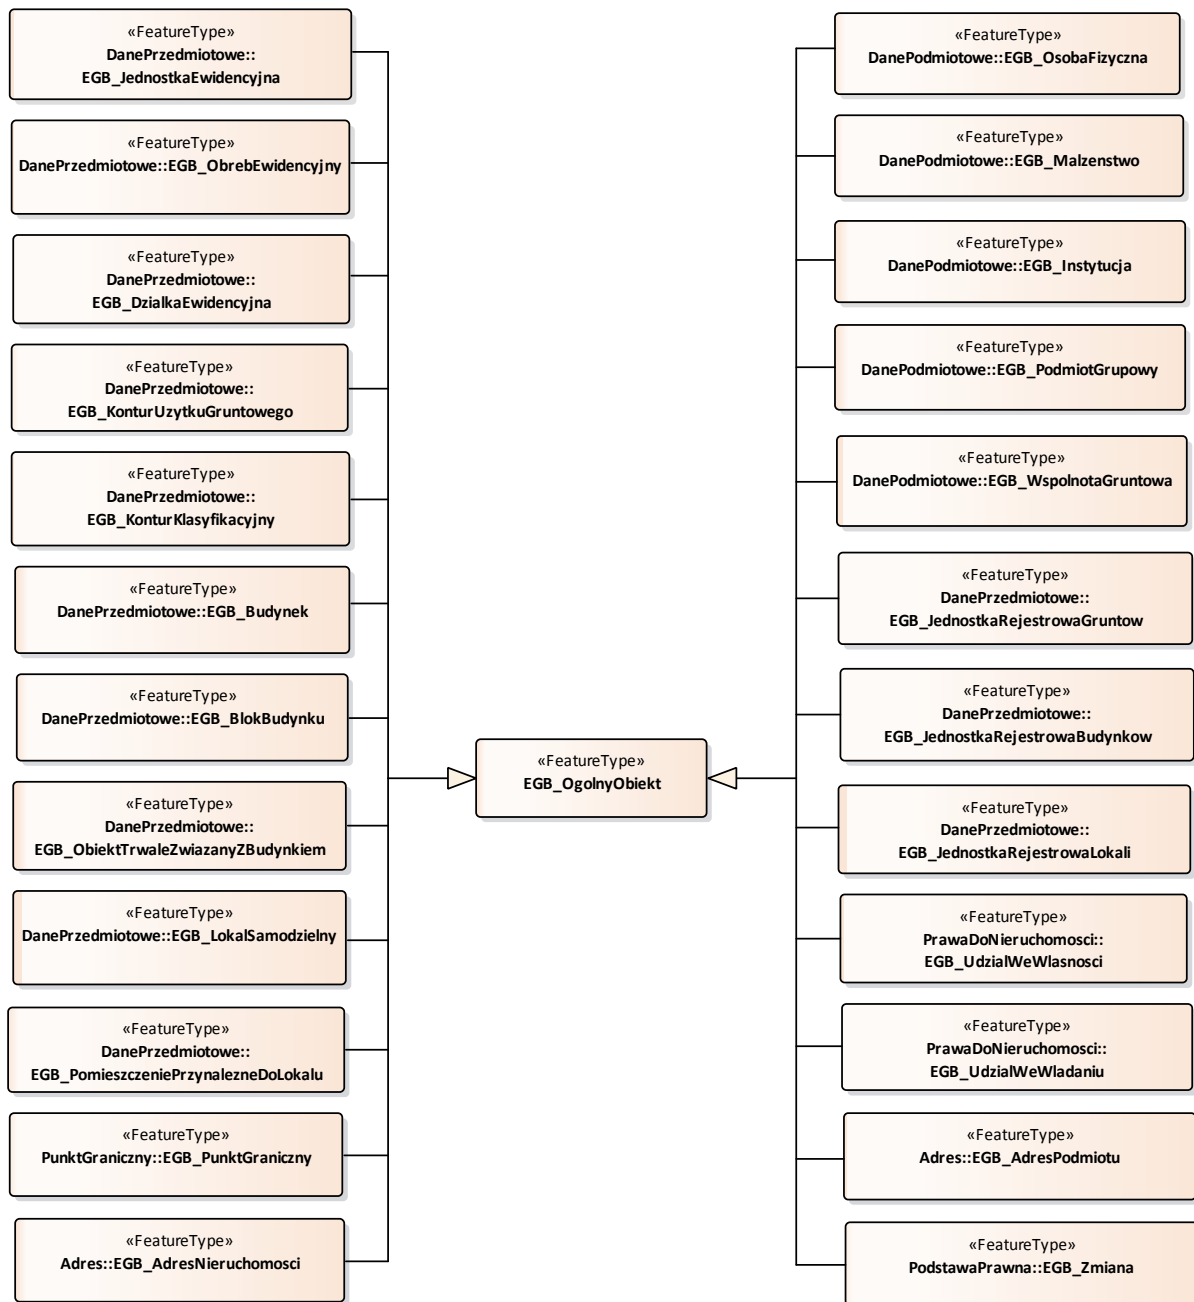 «FeatureType»
DanePrzedmiotowe::
EGB_JednostkaEwidencyjna
«FeatureType»
DanePrzedmiotowe::EGB_ObrebEwidencyjny
«FeatureType»
DanePrzedmiotowe::
EGB_DzialkaEwidencyjna
«FeatureType»
DanePrzedmiotowe::
EGB_KonturUzytkuGruntowego
«FeatureType»
DanePrzedmiotowe::
EGB_KonturKlasyfikacyjny
«FeatureType»
DanePrzedmiotowe::EGB_Budynek
«FeatureType»
DanePrzedmiotowe::EGB_BlokBudynku
«FeatureType»
DanePrzedmiotowe::
EGB_ObiektTrwaleZwiazanyZBudynkiem
«FeatureType»
DanePrzedmiotowe::EGB_LokalSamodzielny
«FeatureType»
DanePrzedmiotowe::
EGB_PomieszczeniePrzynalezneDoLokalu
«FeatureType»
PunktGraniczny::EGB_PunktGraniczny
«FeatureType»
Adres::EGB_AdresNieruchomosci
«FeatureType»
EGB_OgolnyObiekt
«FeatureType»
DanePodmiotowe::EGB_OsobaFizyczna
«FeatureType»
DanePodmiotowe::EGB_Malzenstwo
«FeatureType»
DanePodmiotowe::EGB_Instytucja
«FeatureType»
DanePodmiotowe::EGB_PodmiotGrupowy
«FeatureType»
DanePodmiotowe::EGB_WspolnotaGruntowa
«FeatureType»
DanePrzedmiotowe::
EGB_JednostkaRejestrowaGruntow
«FeatureType»
DanePrzedmiotowe::
EGB_JednostkaRejestrowaBudynkow
«FeatureType»
DanePrzedmiotowe::
EGB_JednostkaRejestrowaLokali
«FeatureType»
PrawaDoNieruchomosci::
EGB_UdzialWeWlasnosci
«FeatureType»
PrawaDoNieruchomosci::
EGB_UdzialWeWladaniu
«FeatureType»
Adres::EGB_AdresPodmiotu
«FeatureType»
PodstawaPrawna::EGB_Zmiana